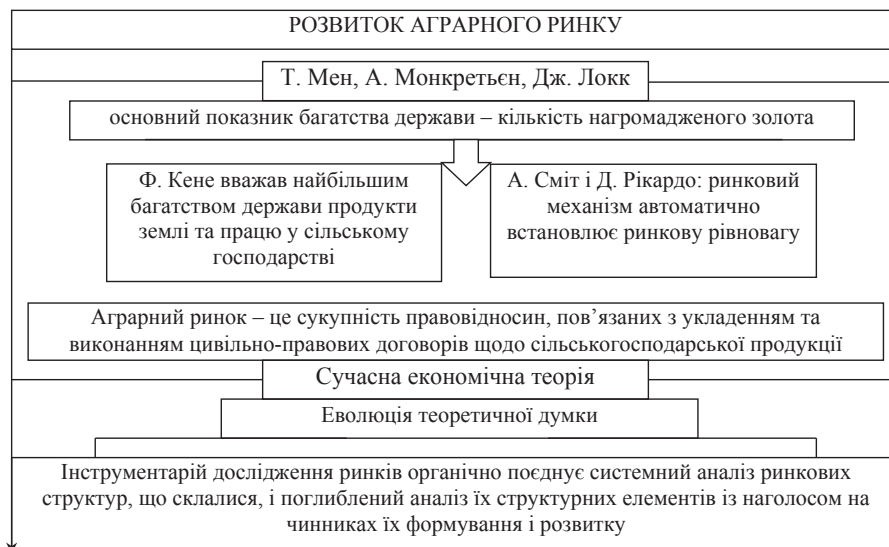 РОЗВИТОК АГРАРНОГО РИНКУ
Т. Мен, А. Монкретьєн, Дж. Локк
основний показник багатства держави – кількість нагромадженого золота
Ф. Кене вважав найбільшим
багатством держави продукти
землі та працю у сільському
господарстві
А. Сміт і Д. Рікардо: ринковий
механізм автоматично
встановлює ринкову рівновагу
Аграрний ринок – це сукупність правовідносин, пов’язаних з укладенням та
виконанням цивільно-правових договорів щодо сільськогосподарської продукції
Сучасна економічна теорія
Еволюція теоретичної думки
Інструментарій дослідження ринків органічно поєднує системний аналіз ринкових
структур, що склалися, і поглиблений аналіз їх структурних елементів із наголосом на
чинниках їх формування і розвитку